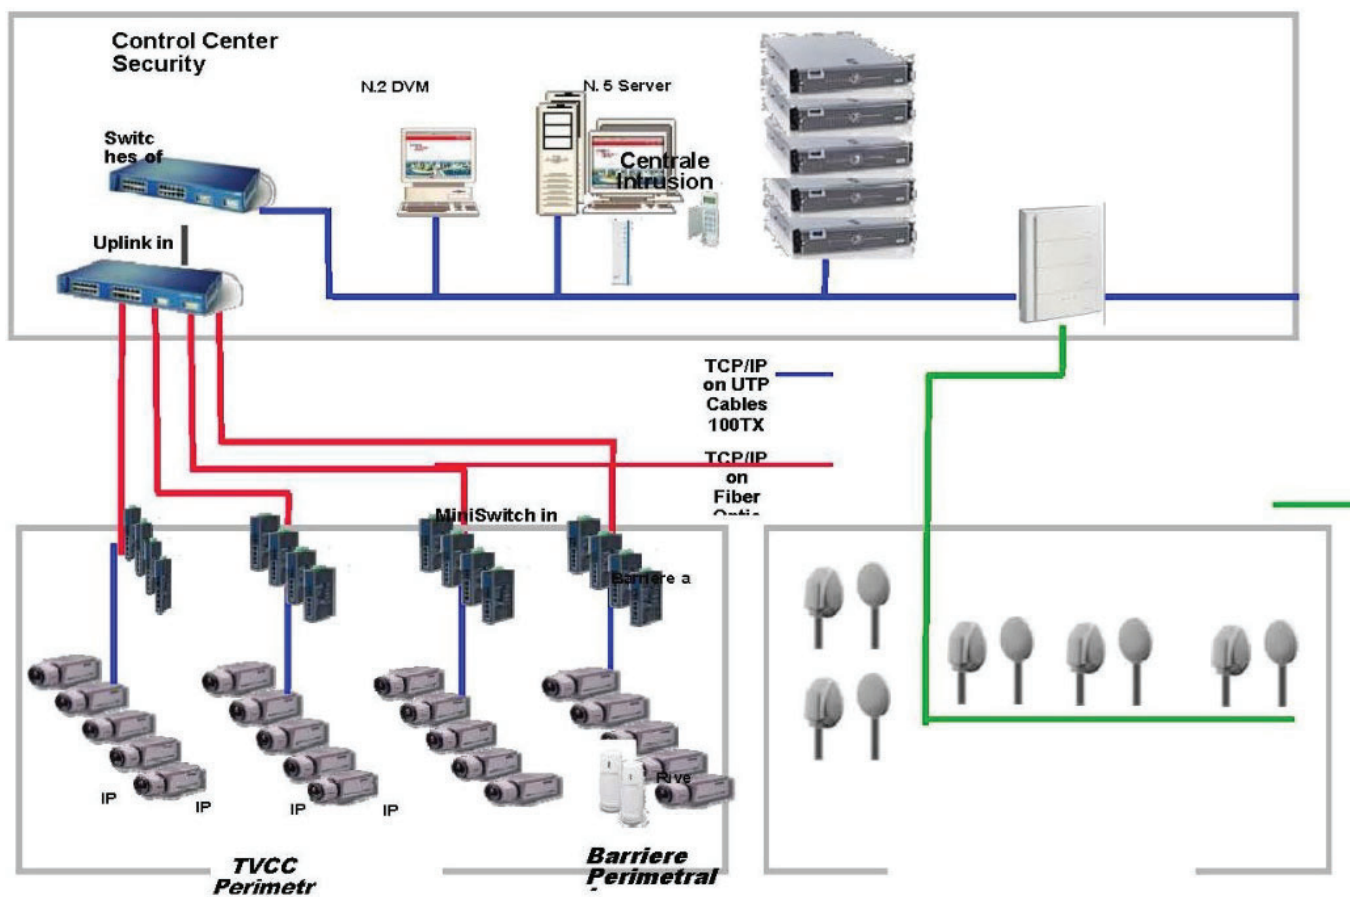 Control Center
Security
N.2 DVM
N. 5 Server
Switc
hes of
Centrale
Intrusion
Uplink in
TCP/IP
on UTP
Cables
100TX
TCP/IP
on
Fiber
Optic
MiniSwitch in
Barriere a
Rive
IP
IP
IP
IP
TVCC
Perimetr
Barriere
Perimetral